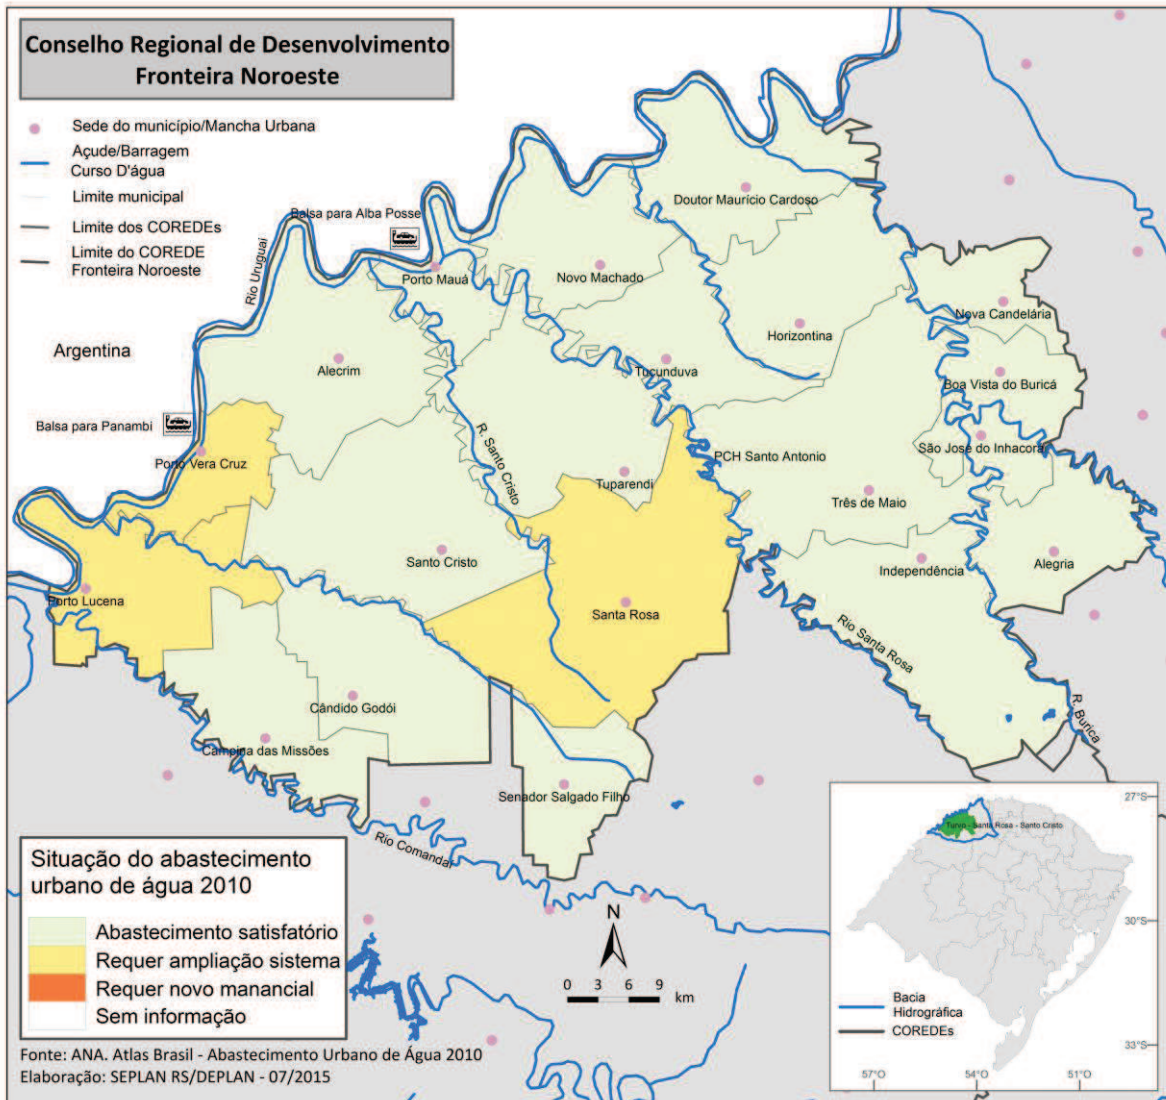 Conselho Regional de Desenvolvimento
Fronteira Noroeste
Sede do município/Mancha Urbana
Açude/Barragem
Curso D'água
Limite municipal
Limite dos COREDEs
Limite do COREDE
Fronteira Noroeste
Balsa para Alba Posse
Rio Uruguai
Argentina
Balsa para Panambi
Doutor Maurício Cardoso
Porto Mauá
Novo Machado
Nova Candelária
Horizontina
Alecrim
Tucunduva
Boa Vista do Buricá
R. Santo Cristo
Porto Vera Cruz
PCH Santo Antonio
São José do Inhacorá
Tuparendi
Três de Maio
Santo Cristo
Independência
Alegria
Porto Lucena
Santa Rosa
Rio Santa Rosa
R. Burica
Cândido Godói
Campina das Missões
Senador Salgado Filho
Rio Comandaí
Situação do abastecimento
urbano de água 2010
Abastecimento satisfatório
Requer ampliação sistema
Requer novo manancial
Sem informação
N
0 3 6 9
km
Turvo - Santa Rosa - Santo Cristo
27°S
30°S
33°S
57°O
54°O
51°O
Bacia
Hidrográfica
COREDEs
Fonte: ANA. Atlas Brasil - Abastecimento Urbano de Água 2010
Elaboração: SEPLAN RS/DEPLAN - 07/2015